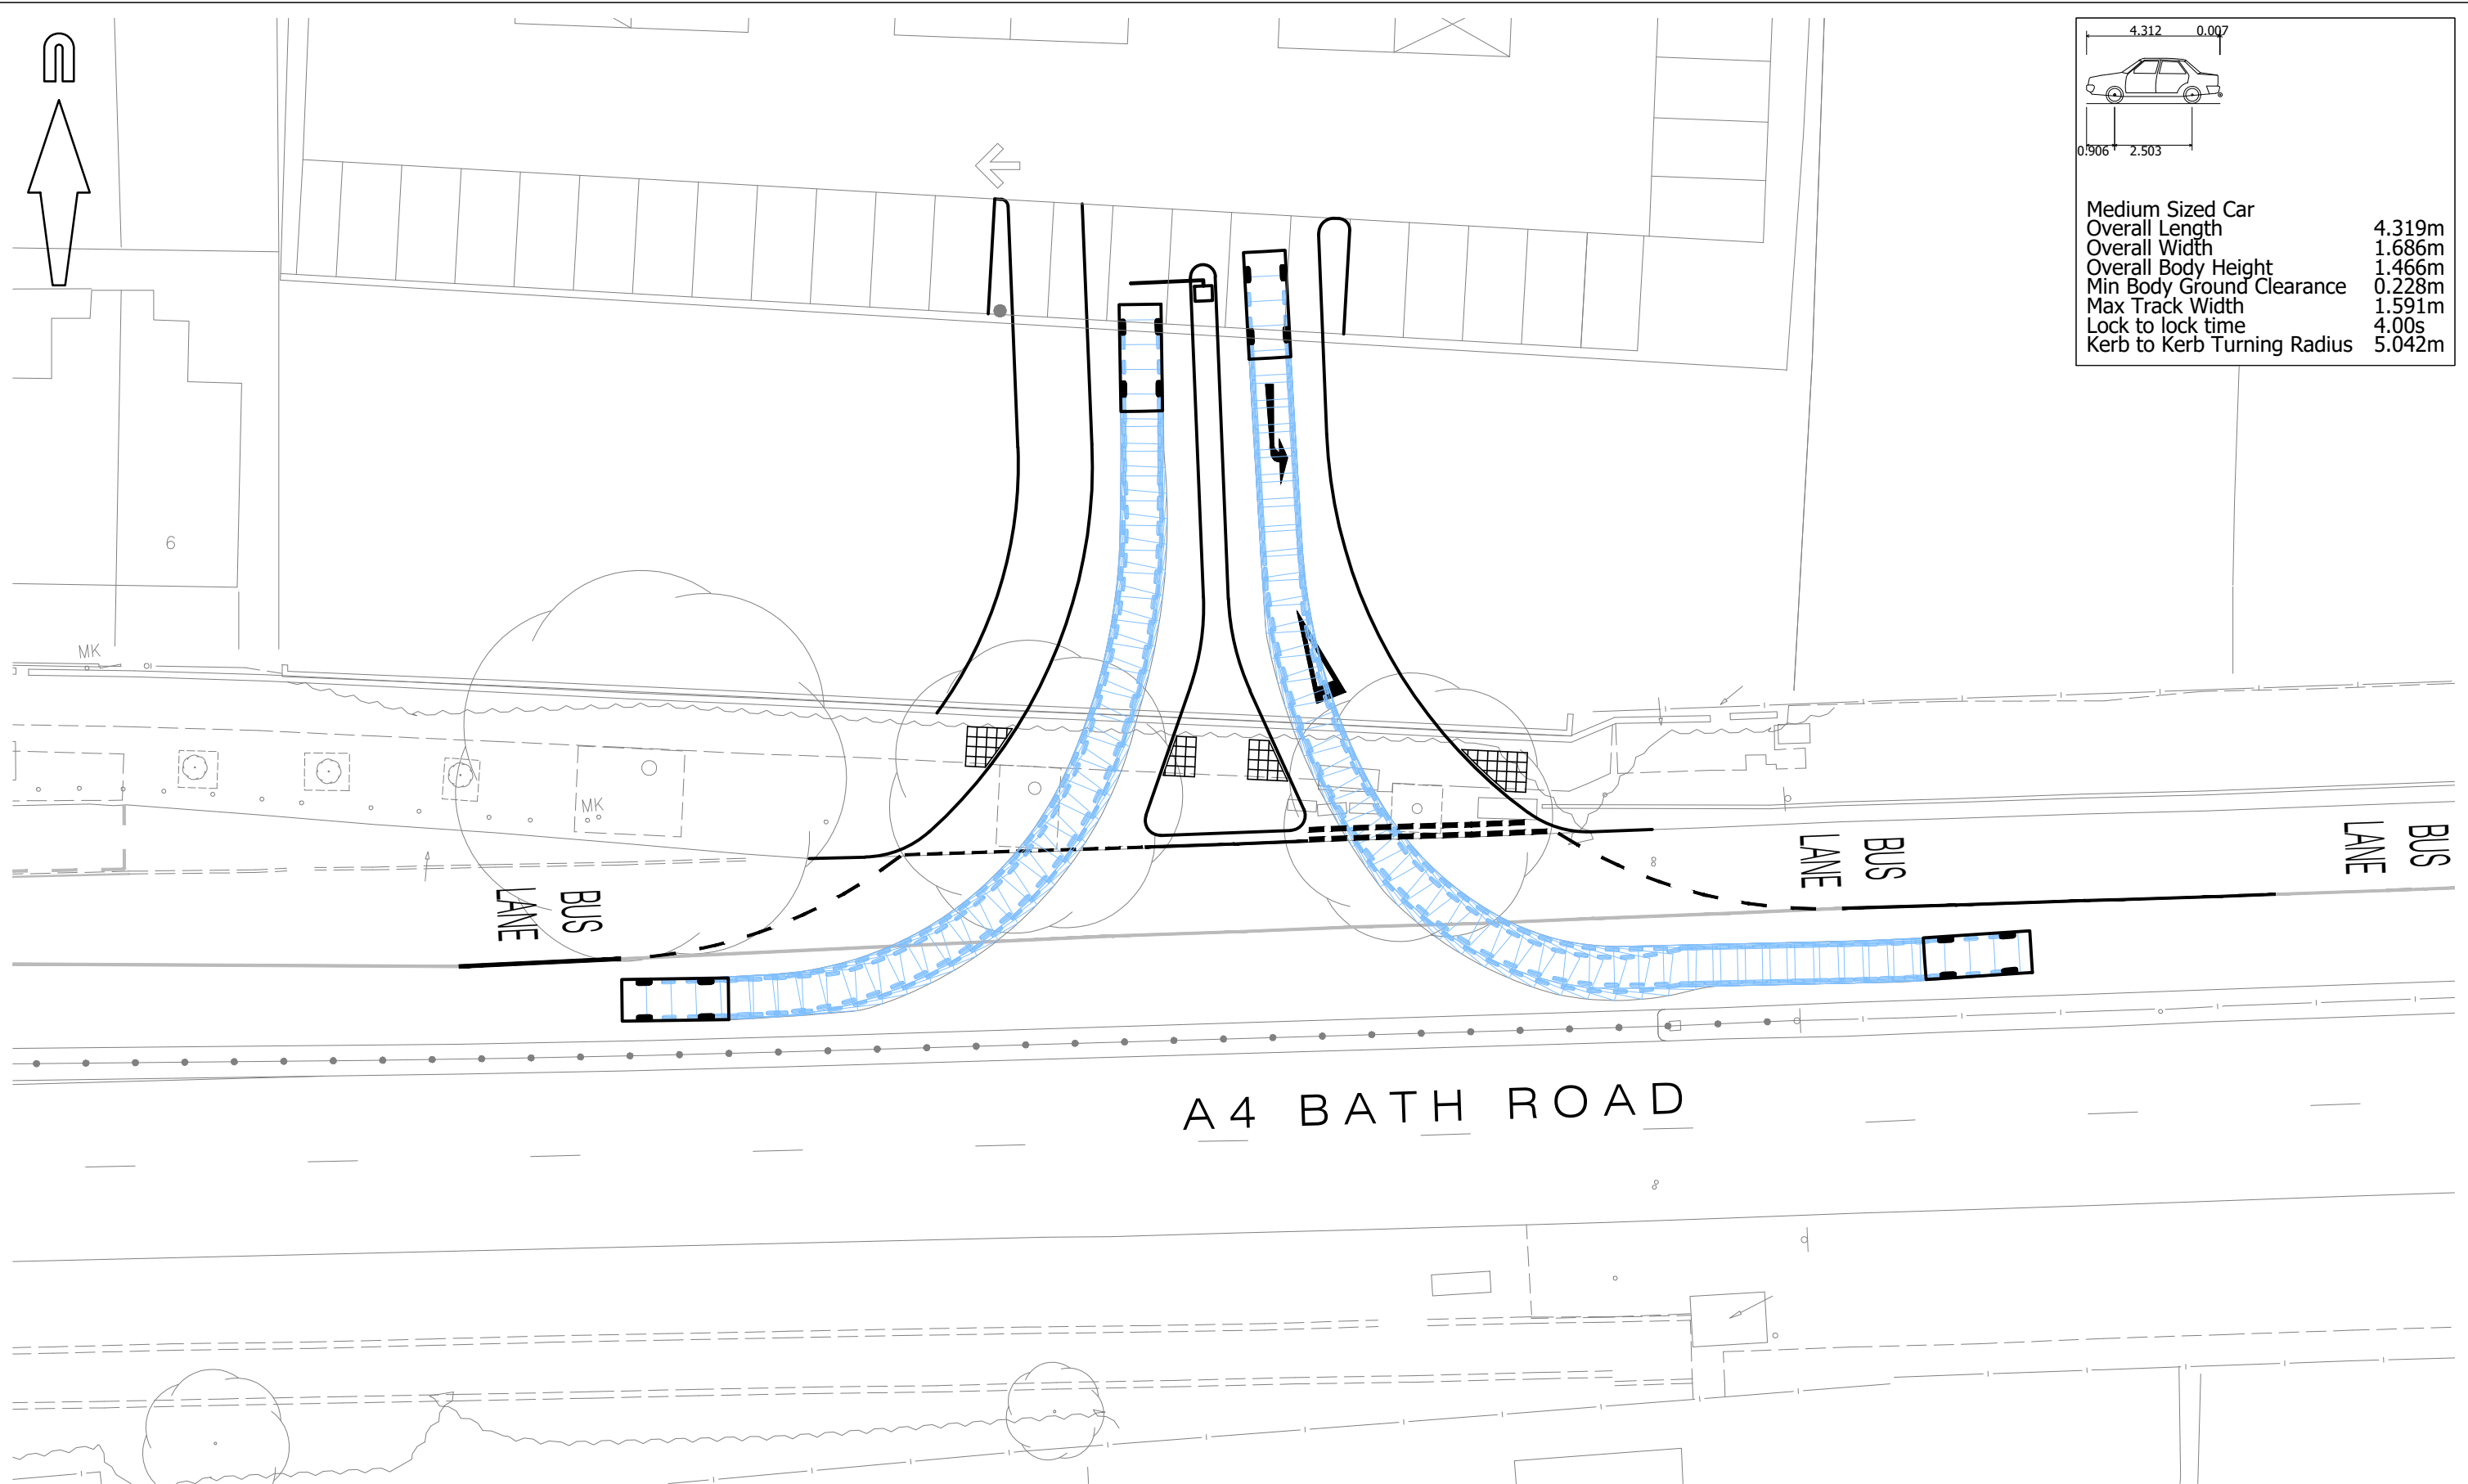 4.312 0.007
0.906 2.503
Medium Sized Car
Overall Length 4.319m
Overall Width 1.686m
Overall Body Height 1.466m
Min Body Ground Clearance 0.228m
Max Track Width 1.591m
Lock to lock time 4.00s
Kerb to Kerb Turning Radius 5.042m
n
6
MK
MK
BUS
LANE
BUS
LANE
BUS
LANE
A4 BATH ROAD